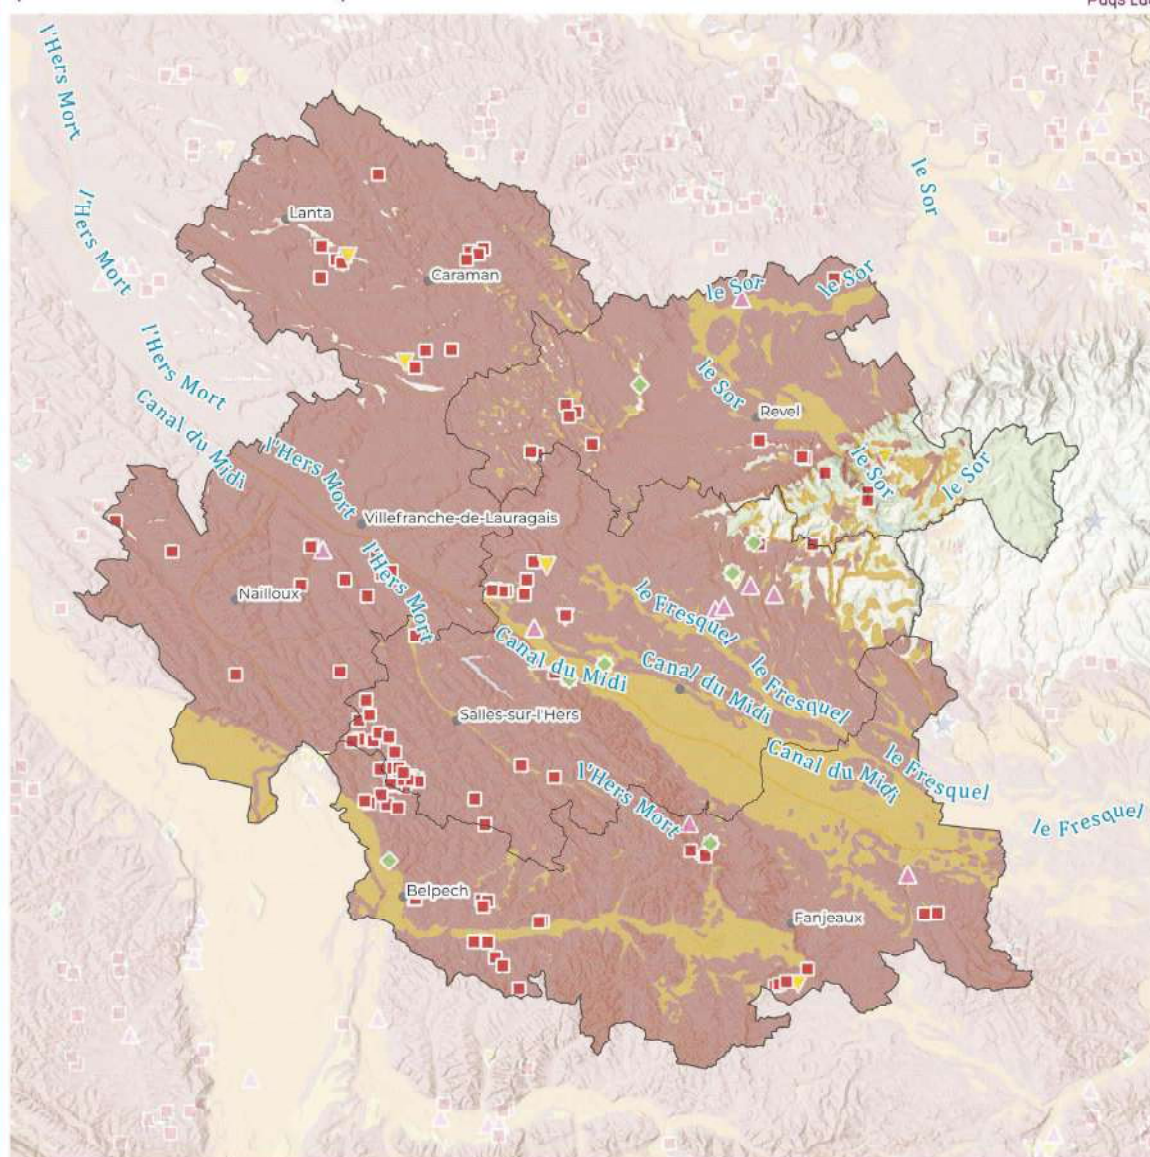 l'Hers Mort
l'Hers Mort
le Sor
Lanta
Caraman
le Sor
le Sor
l'Hers Mort
Canal du Midi
le Sor
Revel
l'Hers Mort
le Sor
le Sor
Villefranche-de-Lauragais
l'Hers Mort
Nailloux
le Fresquel
Canal du Midi
Canal du Midi
le Fresquel
Salles-sur-l'Hers
Canal du Midi
le Fresquel
l'Hers Mort
le Fresquel
Belpech
Fanjeaux